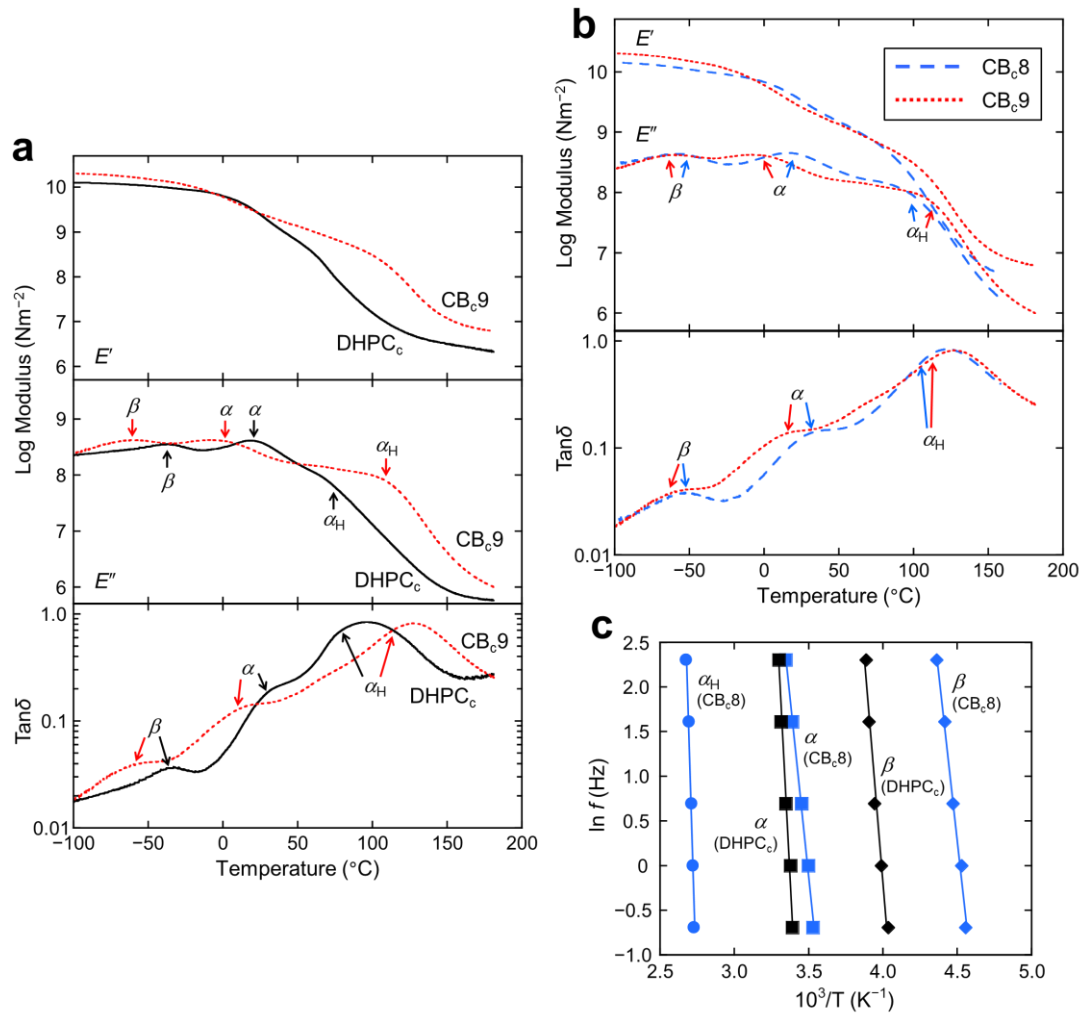 a
10
9
8
7
6
E′
CBc9
DHPCc
Log Modulus (Nm−2)
9
8
7
6
β
α
α
β
αH
αH
E″
CBc9
DHPCc
Tanδ
1.0
0.1
0.01
β
α
αH
CBc9
DHPCc
−100
−50
0
50
100
150
200
Temperature (°C)
b
E′
E″
CBc8
CBc9
Log Modulus (Nm−2)
10
9
8
7
6
β
α
αH
Tanδ
1.0
0.1
0.01
β
α
αH
−100
−50
0
50
100
150
200
Temperature (°C)
c
ln f (Hz)
2.5
2.0
1.5
1.0
0.5
0
−0.5
−1.0
αH
(CBc8)
α
(CBc8)
α
(DHPCc)
β
(DHPCc)
β
(CBc8)
2.5
3.0
3.5
4.0
4.5
5.0
10³/T (K−1)